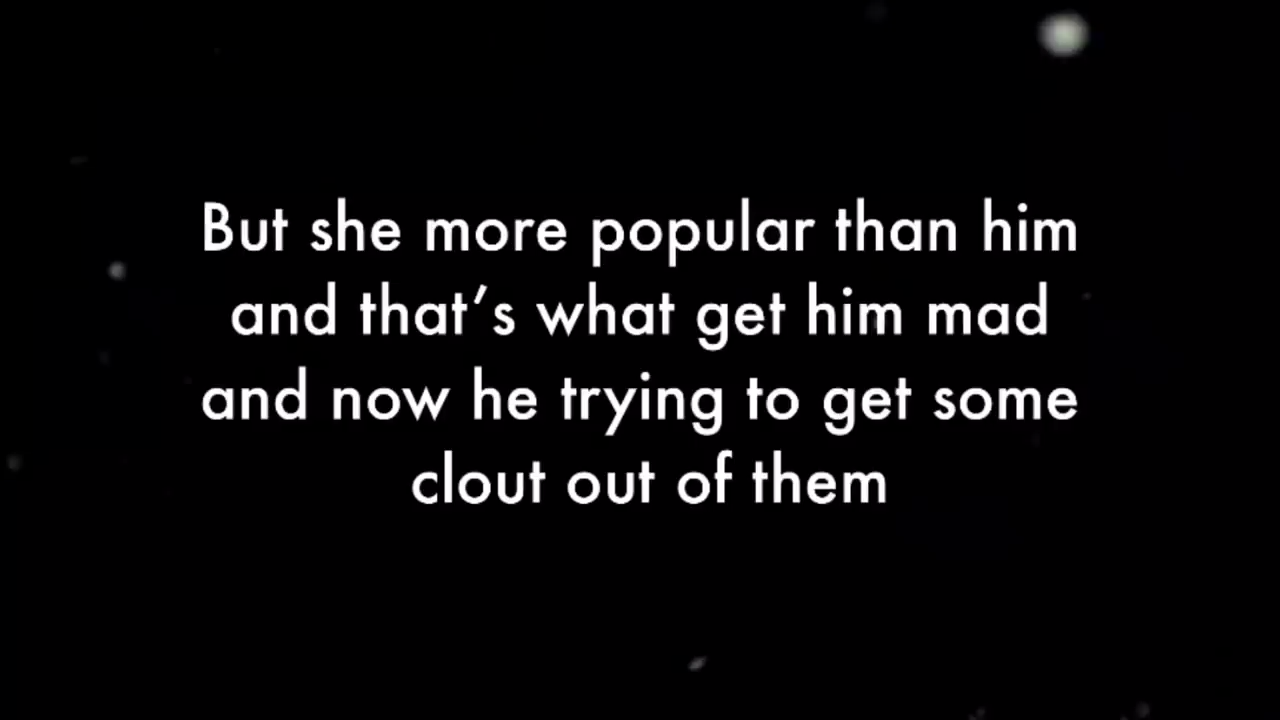 But she more popular than him
and that’s what get him mad
and now he trying to get some
clout out of them